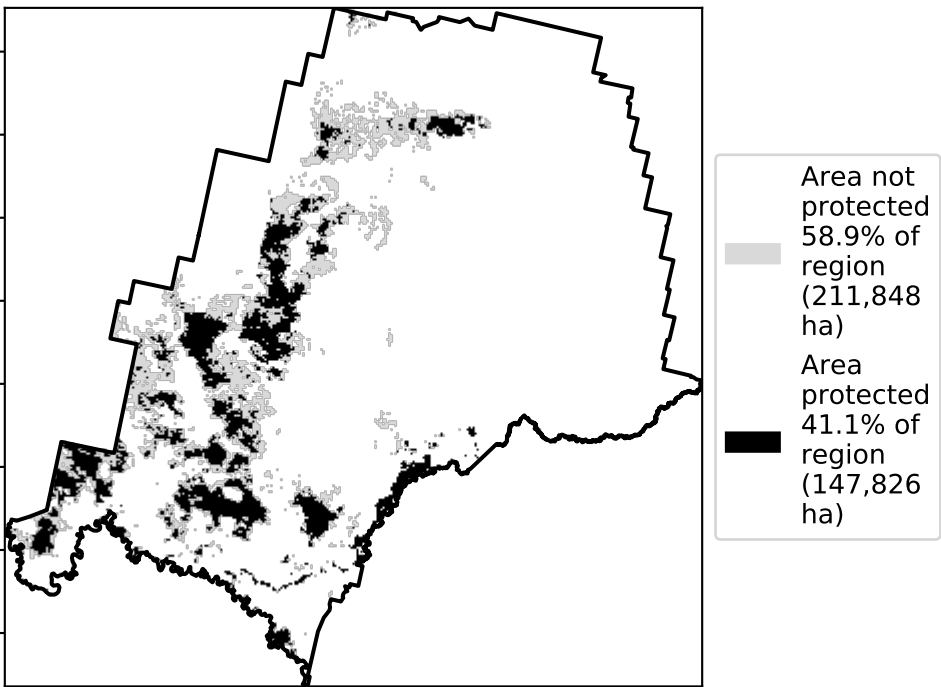 Area not
protected
58.9% of
region
(211,848
ha)
Area
protected
41.1% of
region
(147,826
ha)